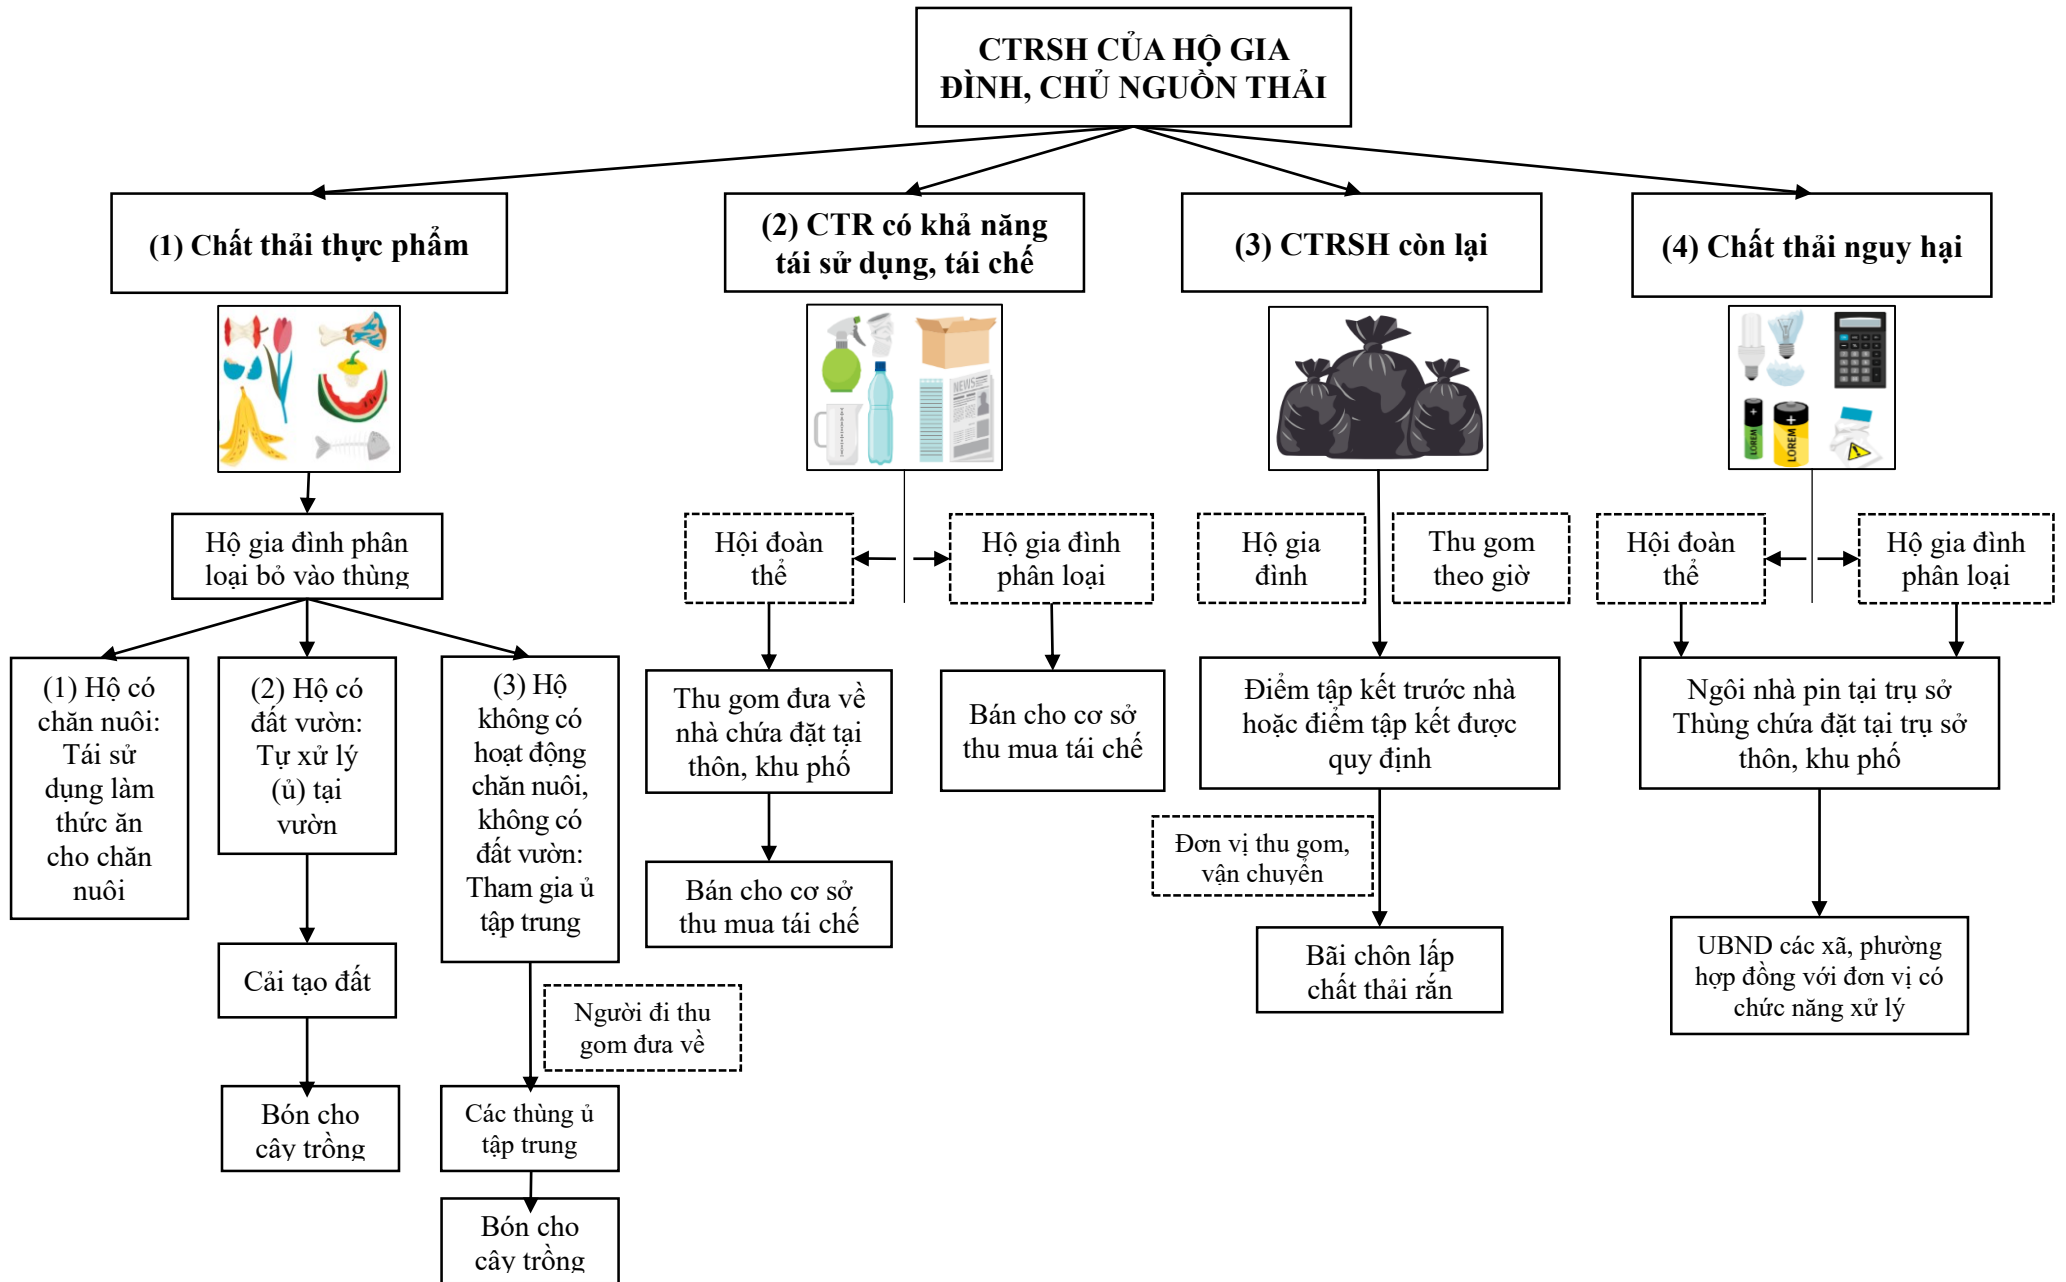 CTRSH CỦA HỘ GIA
ĐÌNH, CHỦ NGUỒN THẢI
(1) Chất thải thực phẩm
(2) CTR có khả năng
tái sử dụng, tái chế
(3) CTRSH còn lại
(4) Chất thải nguy hại
NEWS
LOREM
LOREM
Hộ gia đình phân
loại bỏ vào thùng
Hội đoàn
thể
Hộ gia đình
phân loại
Hộ gia
đình
Thu gom
theo giờ
Hội đoàn
thể
Hộ gia đình
phân loại
(1) Hộ có
chăn nuôi:
Tái sử
dụng làm
thức ăn
cho chăn
nuôi
(2) Hộ có
đất vườn:
Tự xử lý
(ủ) tại
vườn
(3) Hộ
không có
hoạt động
chăn nuôi,
không có
đất vườn:
Tham gia ủ
tập trung
Thu gom đưa về
nhà chứa đặt tại
thôn, khu phố
Bán cho cơ sở
thu mua tái chế
Điểm tập kết trước nhà
hoặc điểm tập kết được
quy định
Ngôi nhà pin tại trụ sở
Thùng chứa đặt tại trụ sở
thôn, khu phố
Đơn vị thu gom,
vận chuyển
Bán cho cơ sở
thu mua tái chế
Cải tạo đất
Người đi thu
gom đưa về
Bãi chôn lấp
chất thải rắn
UBND các xã, phường
hợp đồng với đơn vị có
chức năng xử lý
Bón cho
cây trồng
Các thùng ủ
tập trung
Bón cho
cây trồng